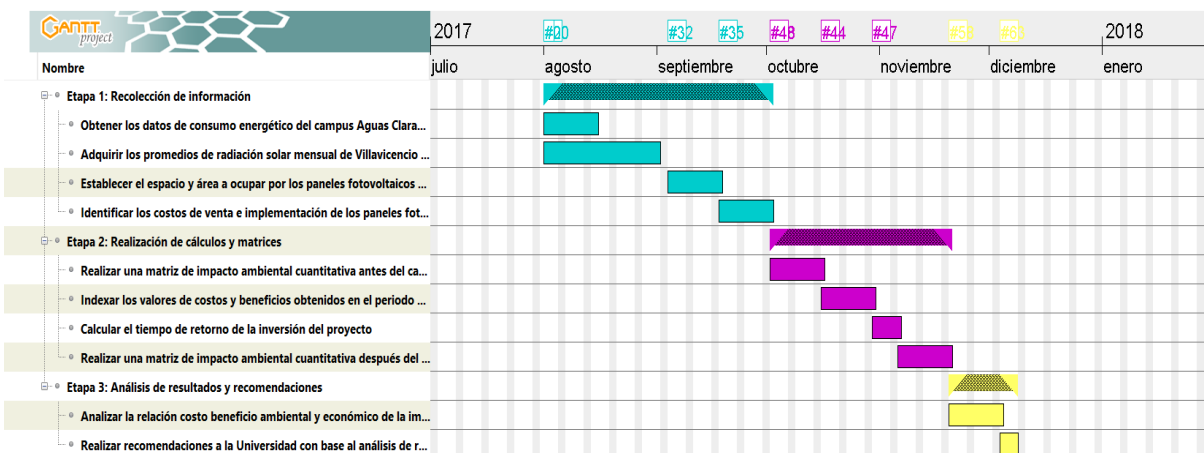 GANTT
project
2017
#32
#35
#44
#47
2018
Nombre
julio
agosto
septiembre
octubre
noviembre
diciembre
enero
Etapa 1: Recolección de información
Obtener los datos de consumo energético del campus Aguas Clara...
Adquirir los promedios de radiación solar mensual de Villavicencio ...
Establecer el espacio y área a ocupar por los paneles fotovoltaicos ...
Identificar los costos de venta e implementación de los paneles fot...
Etapa 2: Realización de cálculos y matrices
Realizar una matriz de impacto ambiental cuantitativa antes del ca...
Indexar los valores de costos y beneficios obtenidos en el periodo ...
Calcular el tiempo de retorno de la inversión del proyecto
Realizar una matriz de impacto ambiental cuantitativa después del ...
Etapa 3: Análisis de resultados y recomendaciones
Analizar la relación costo beneficio ambiental y económico de la im...
Realizar recomendaciones a la Universidad con base al análisis de r...